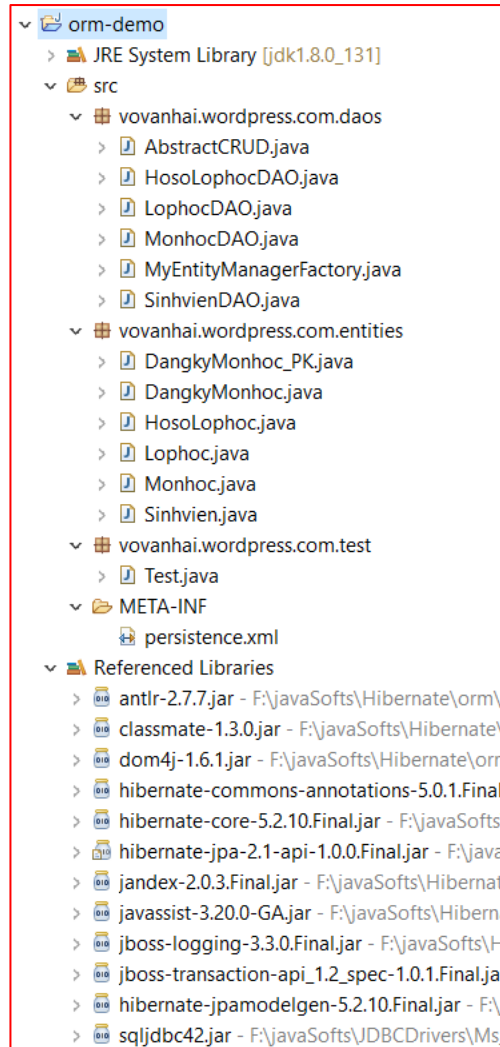 orm-demo
JRE System Library [jdk1.8.0_131]
src
vovanhai.wordpress.com.daos
AbstractCRUD.java
HosoLophocDAO.java
LophocDAO.java
MonhocDAO.java
MyEntityManagerFactory.java
SinhvienDAO.java
vovanhai.wordpress.com.entities
DangkyMonhoc_PK.java
DangkyMonhoc.java
HosoLophoc.java
Lophoc.java
Monhoc.java
Sinhvien.java
vovanhai.wordpress.com.test
Test.java
META-INF
persistence.xml
Referenced Libraries
antlr-2.7.7.jar - F:\javaSofts\Hibernate\orm\
classmate-1.3.0.jar - F:\javaSofts\Hibernate\
dom4j-1.6.1.jar - F:\javaSofts\Hibernate\orm
hibernate-commons-annotations-5.0.1.Final
hibernate-core-5.2.10.Final.jar - F:\javaSofts
hibernate-jpa-2.1-api-1.0.0.Final.jar - F:\java
jandex-2.0.3.Final.jar - F:\javaSofts\Hibernat
javassist-3.20.0-GA.jar - F:\javaSofts\Hiberna
jboss-logging-3.3.0.Final.jar - F:\javaSofts\H
jboss-transaction-api_1.2_spec-1.0.1.Final.ja
hibernate-jpamodelgen-5.2.10.Final.jar - F:\
sqljdbc42.jar - F:\javaSofts\JDBCDrivers\Ms